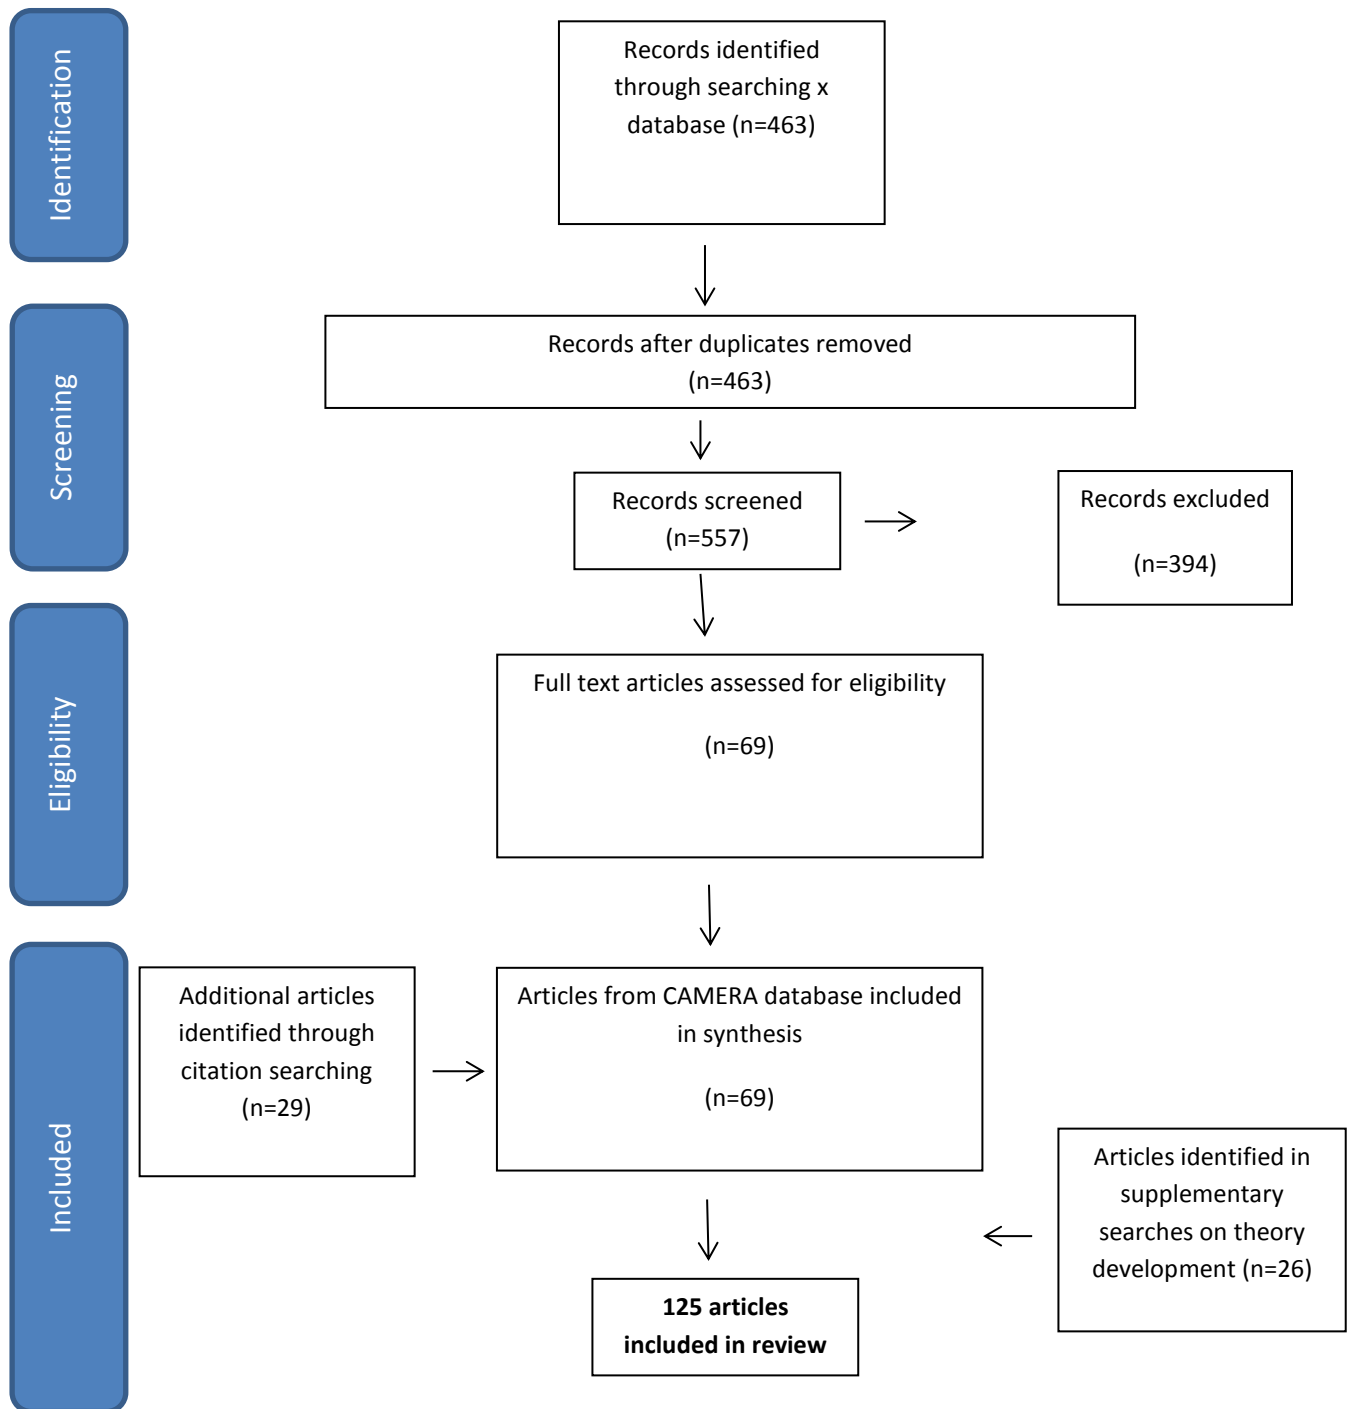 Identification
Records identified
through searching x
database (n=463)
Screening
Records after duplicates removed
(n=463)
Records screened
(n=557)
Records excluded
(n=394)
Eligibility
Full text articles assessed for eligibility
(n=69)
Included
Additional articles
identified through
citation searching
(n=29)
Articles from CAMERA database included
in synthesis
(n=69)
Articles identified in
supplementary
searches on theory
development (n=26)
125 articles
included in review